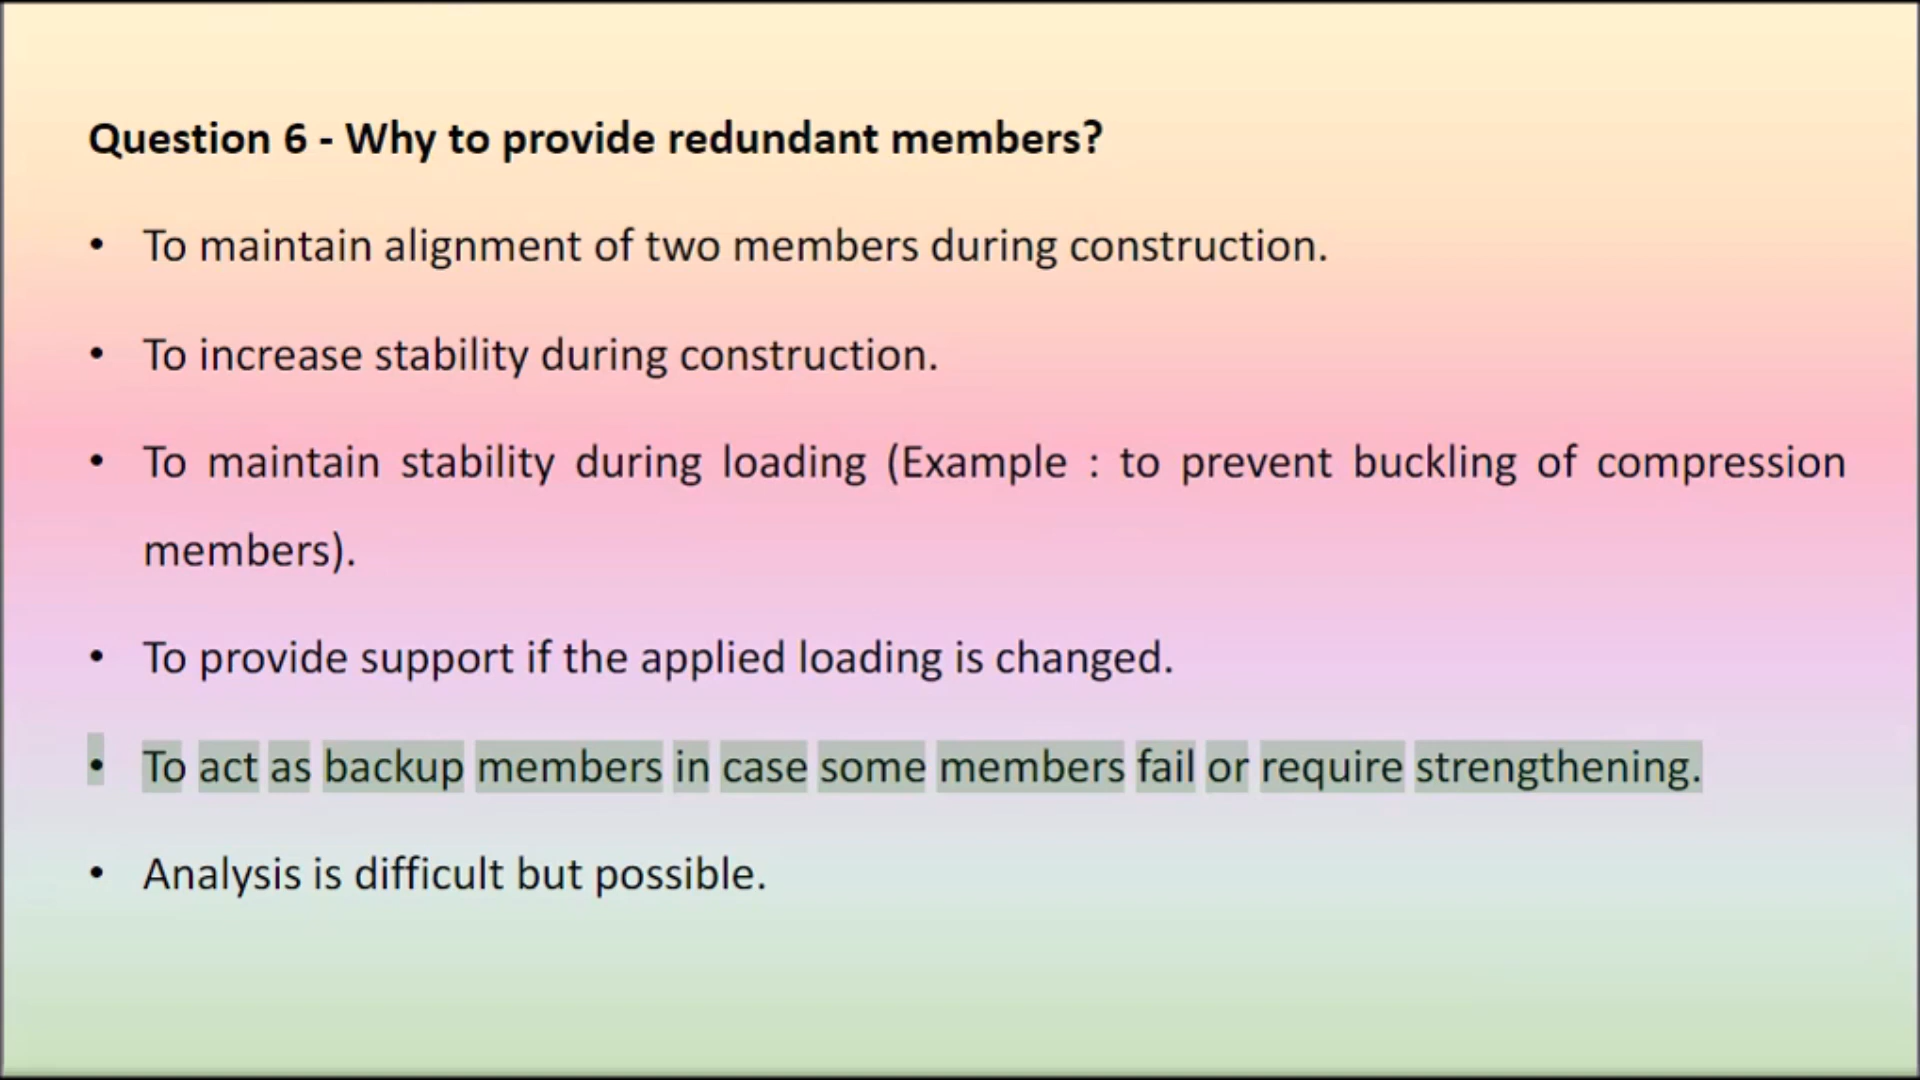 Question 6 - Why to provide redundant members?
• To maintain alignment of two members during construction.
• To increase stability during construction.
• To maintain stability during loading (Example : to prevent buckling of compression
members).
• To provide support if the applied loading is changed.
• To act as backup members in case some members fail or require strengthening.
• Analysis is difficult but possible.